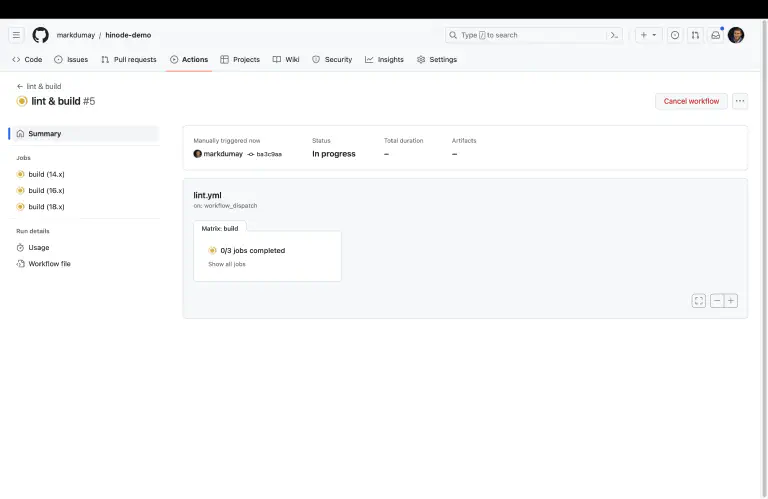 markdumay / hinode-demo
Type / to search
Code Issues Pull requests Actions Projects Wiki Security Insights Settings
← lint & build
lint & build #5
Cancel workflow
Summary
Jobs
build (14.x)
build (16.x)
build (18.x)
Run details
Usage
Workflow file
Manually triggered now Status Total duration Artifacts
markdumay ba3c9aa In progress – –
lint.yml
on: workflow_dispatch
Matrix: build
0/3 jobs completed
Show all jobs